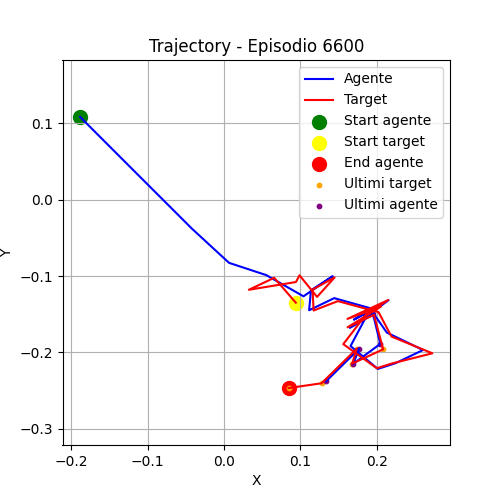 Trajectory - Episodio 6600
Agente
Target
Start agente
Start target
End agente
Ultimi target
Ultimi agente
Y
0.1
0.0
−0.1
−0.2
−0.3
−0.2
−0.1
0.0
0.1
0.2
X